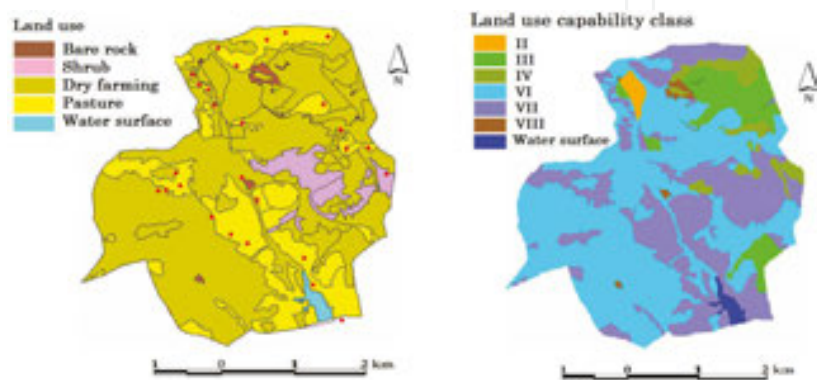 Land use
Bare rock
Shrub
Dry farming
Pasture
Water surface
N
1 0 1 2 km
Land use capability class
II
III
IV
VI
VII
VIII
Water surface
N
1 0 1 2 km